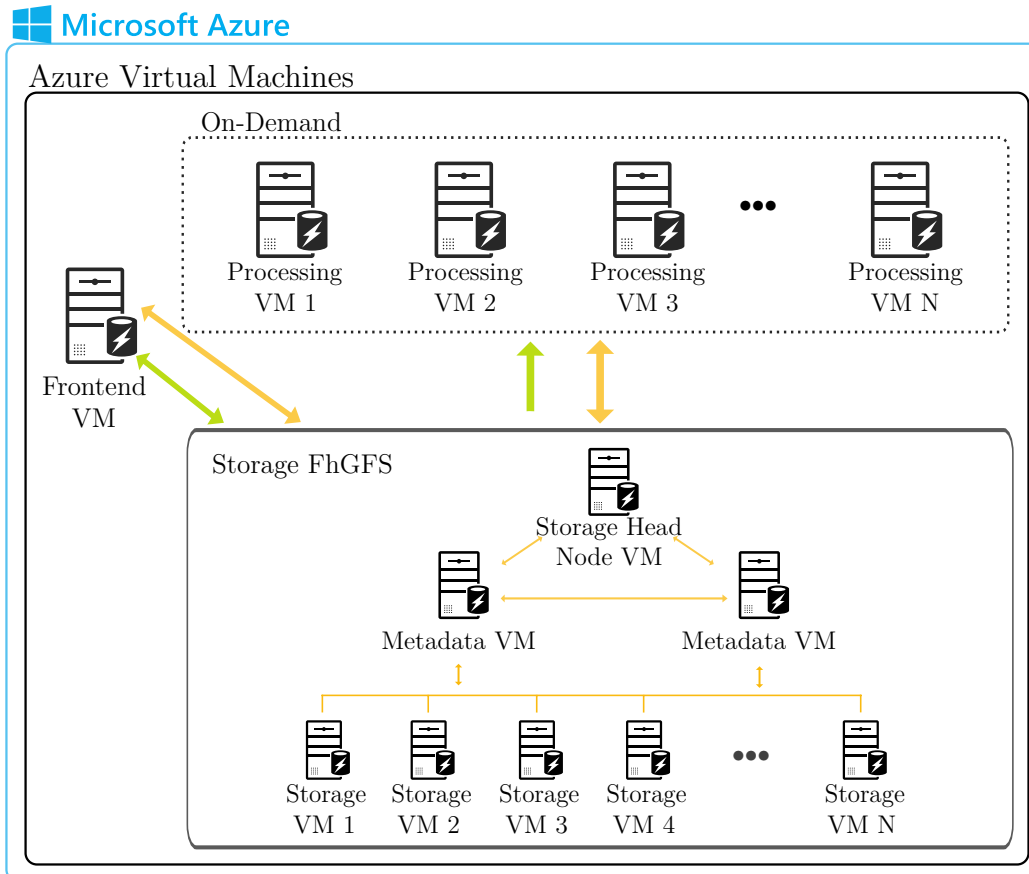 Microsoft Azure
Azure Virtual Machines
On-Demand
Processing
VM 1
Processing
VM 2
Processing
VM 3
Processing
VM N
Frontend
VM
Storage FhGFS
Storage Head
Node VM
Metadata VM
Metadata VM
Storage
VM 1
Storage
VM 2
Storage
VM 3
Storage
VM 4
Storage
VM N